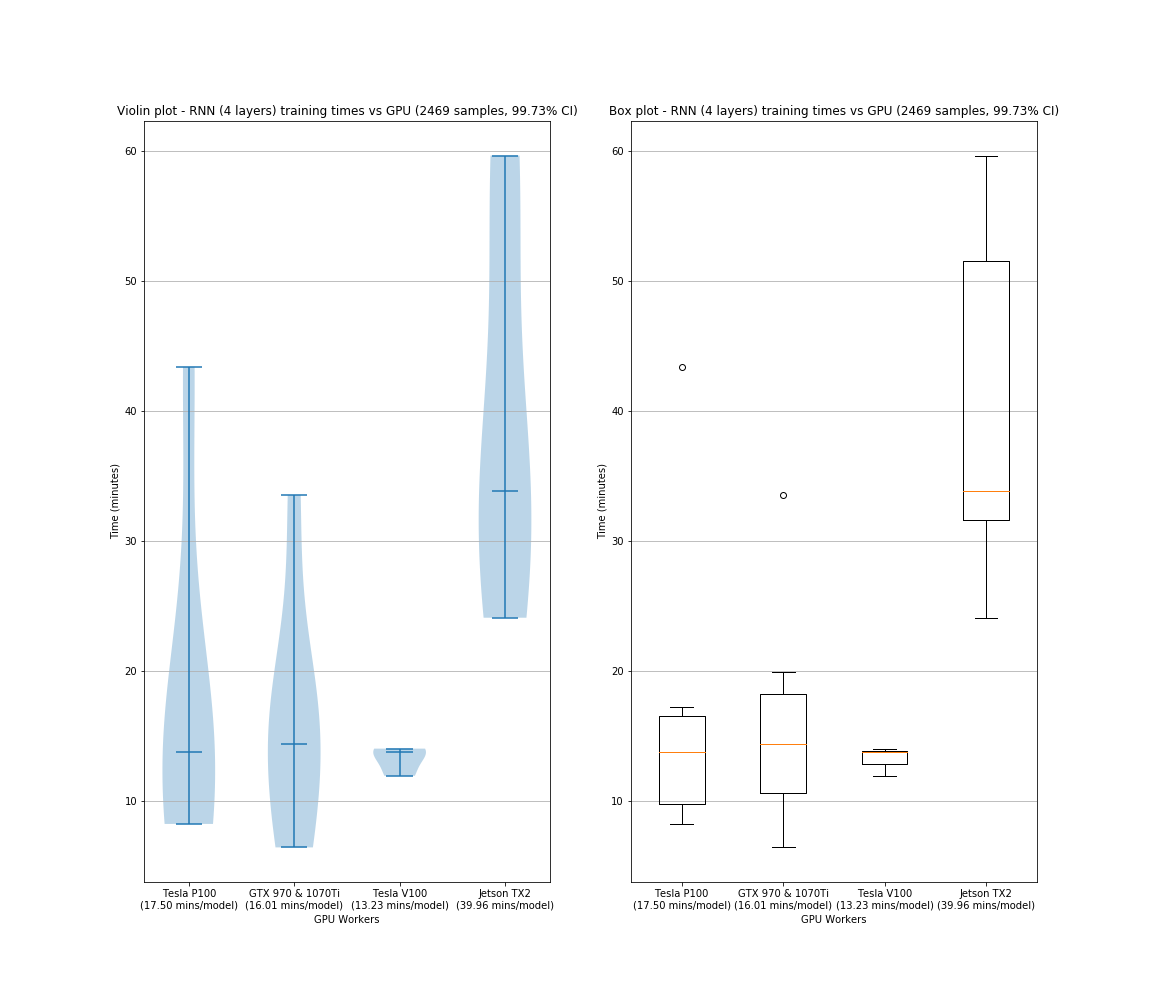 Violin plot - RNN (4 layers) training times vs GPU (2469 samples, 99.73% CI)
60
50
40
30
20
10
Time (minutes)
Tesla P100
(17.50 mins/model)
GTX 970 & 1070Ti
(16.01 mins/model)
Tesla V100
(13.23 mins/model)
Jetson TX2
(39.96 mins/model)
GPU Workers
Box plot - RNN (4 layers) training times vs GPU (2469 samples, 99.73% CI)
60
50
40
30
20
10
Time (minutes)
Tesla P100
(17.50 mins/model)
GTX 970 & 1070Ti
(16.01 mins/model)
Tesla V100
(13.23 mins/model)
Jetson TX2
(39.96 mins/model)
GPU Workers